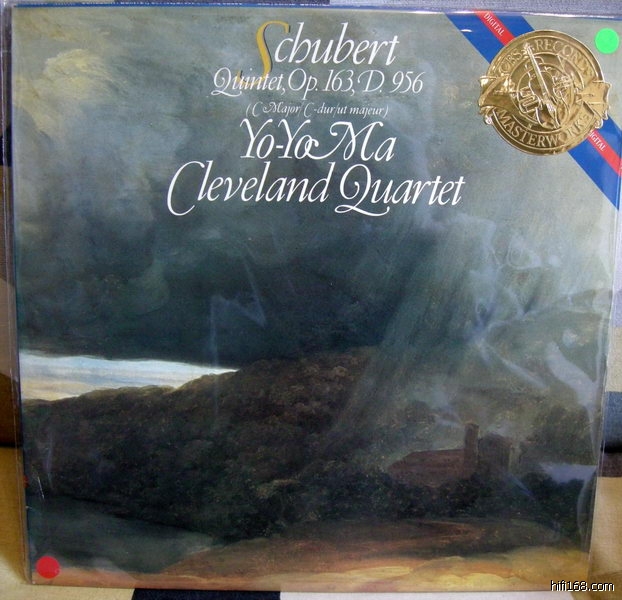 Schubert
Quintet, Op. 163, D. 956
(C Major/C-dur/ut majeur)
Yo-Yo Ma
Cleveland Quartet
DIGITAL
MASTERWORKS
DIGITAL
hifi168.com